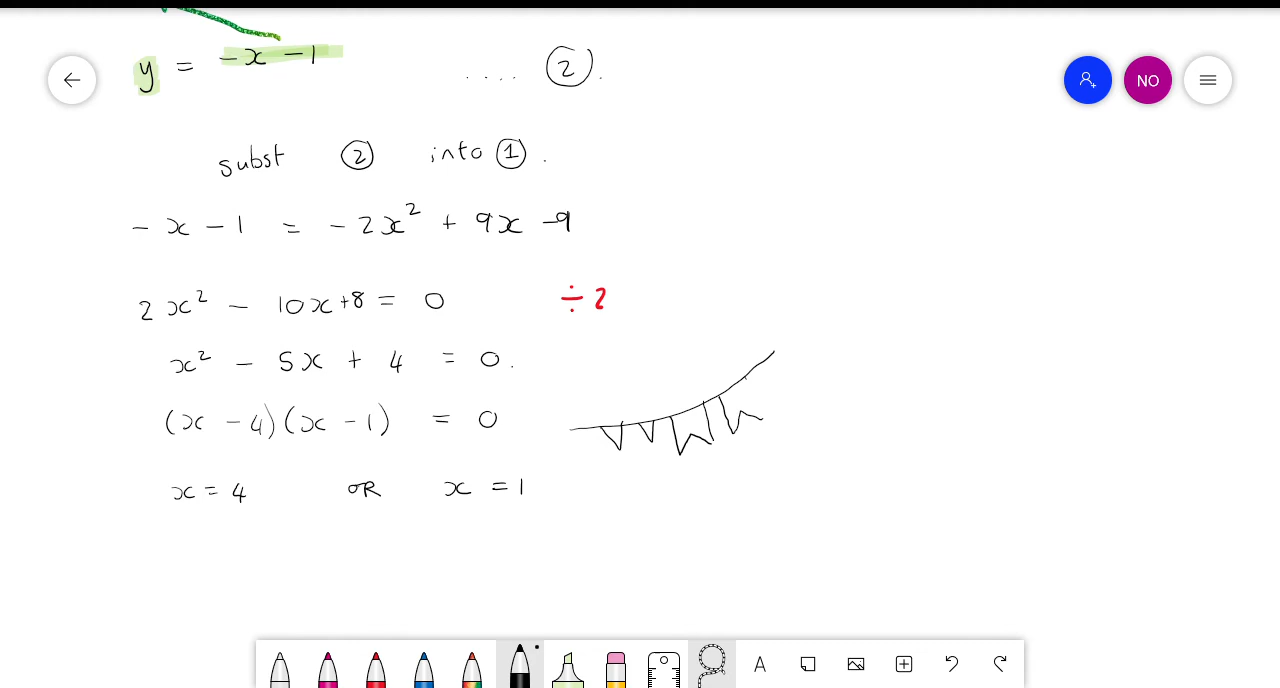 y = -x -1 .... ②.
NO
subst ② into ①.
-x -1 = -2x² + 9x -9
2x² - 10x+8 = 0 ÷2
x² - 5x + 4 = 0.
(x - 4)(x - 1) = 0
x = 4 OR x = 1
A